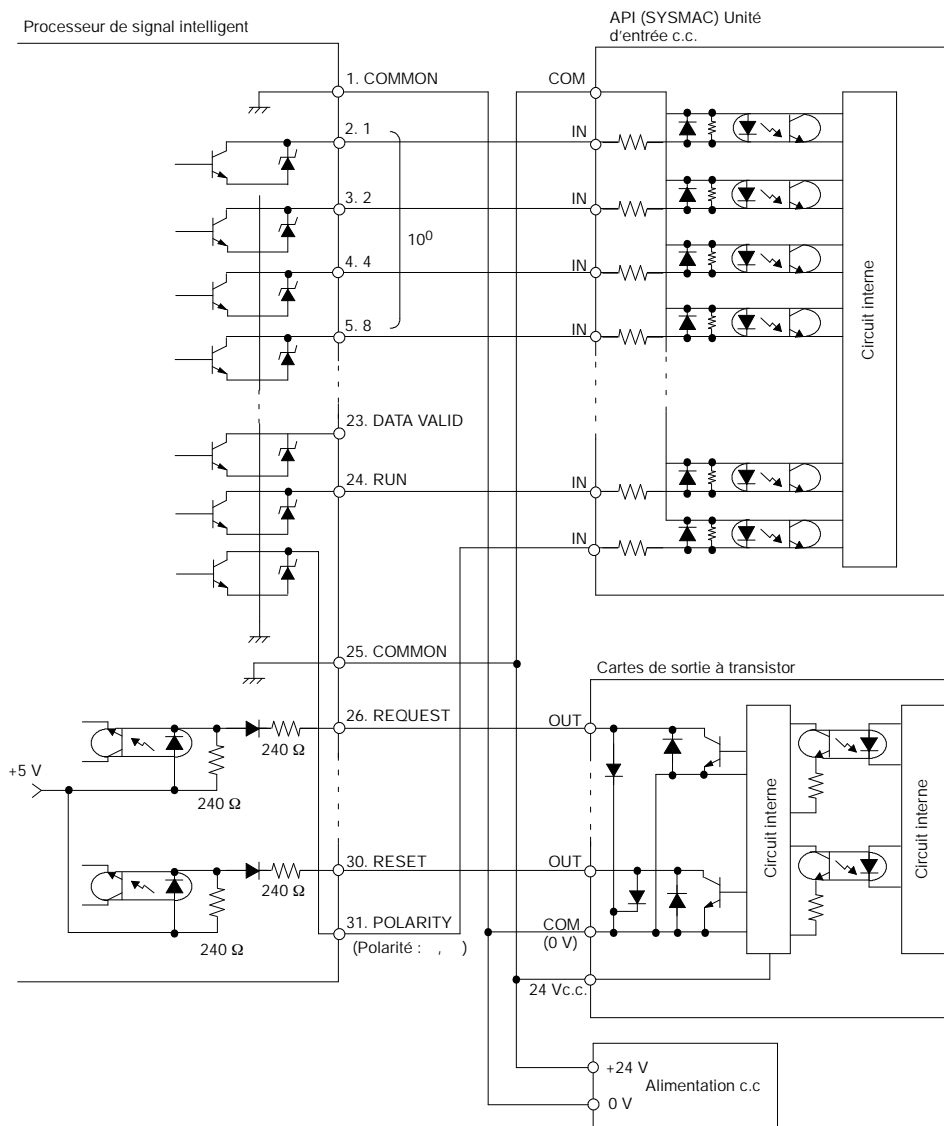 Processeur de signal intelligent
API (SYSMAC) Unité
d'entrée c.c.
1. COMMON
COM
2. 1
IN
3. 2
IN
10⁰
4. 4
IN
5. 8
IN
Circuit interne
23. DATA VALID
24. RUN
IN
IN
25. COMMON
Cartes de sortie à transistor
26. REQUEST
OUT
240 Ω
+5 V
240 Ω
Circuit interne
Circuit interne
30. RESET
OUT
240 Ω
31. POLARITY
(Polarité : , )
COM
(0 V)
240 Ω
24 Vc.c.
+24 V
Alimentation c.c
0 V